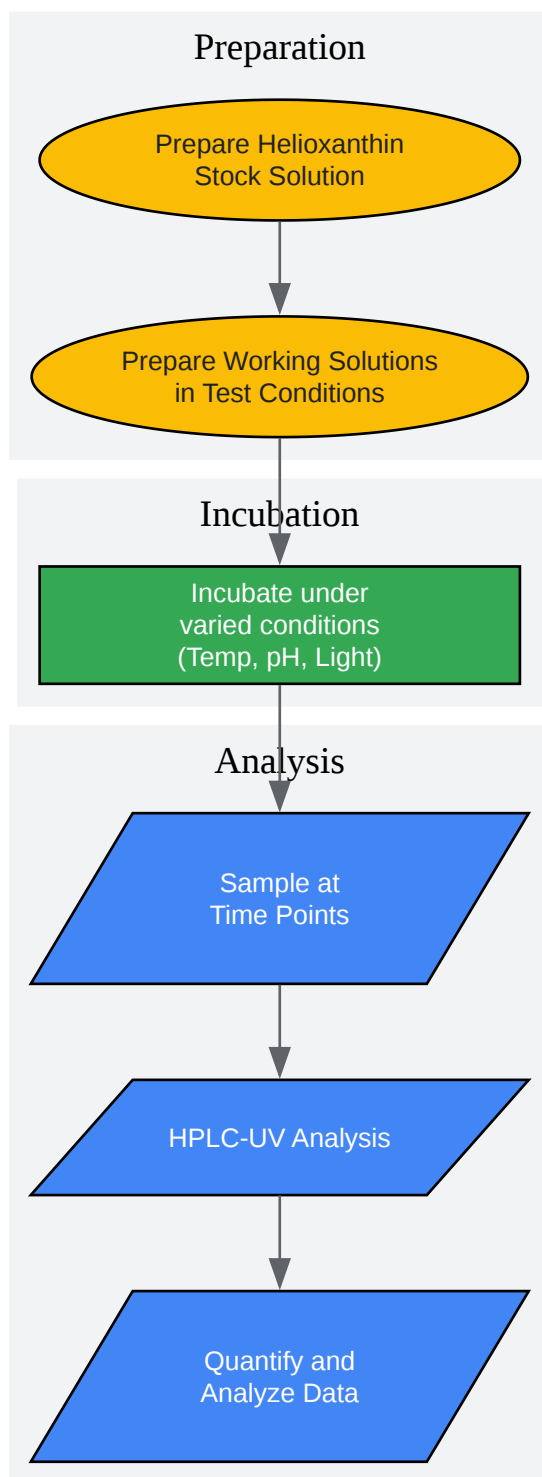 Preparation
Prepare Helioxanthin
Stock Solution
Prepare Working Solutions
in Test Conditions
Incubation
Incubate under
varied conditions
(Temp, pH, Light)
Analysis
Sample at
Time Points
HPLC-UV Analysis
Quantify and
Analyze Data